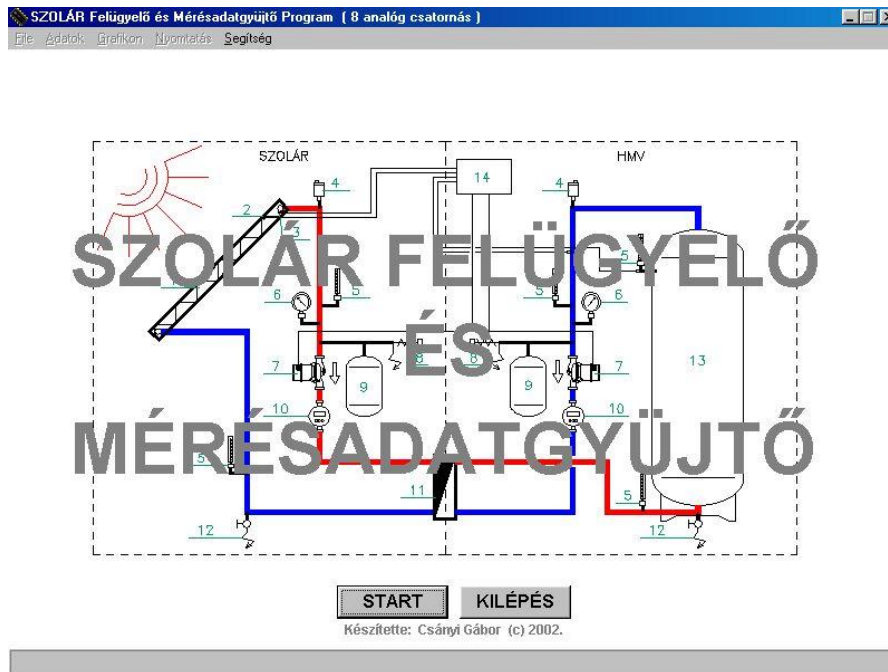 SZOLÁR Felügyelő és Mérésadatgyüjtő Program ( 8 analóg csatornás )
File Adatok Grafikon Nyomtatás Segítség
SZOLÁR
HMV
4
14
4
2
3
SZOLÁR FELÜGYELŐ
5
6
5
5
6
ÉS
8
8
7
9
9
7
13
10
10
MÉRÉSADATGYÜJTŐ
5
11
5
12
12
START
KILÉPÉS
Készítette: Csányi Gábor (c) 2002.